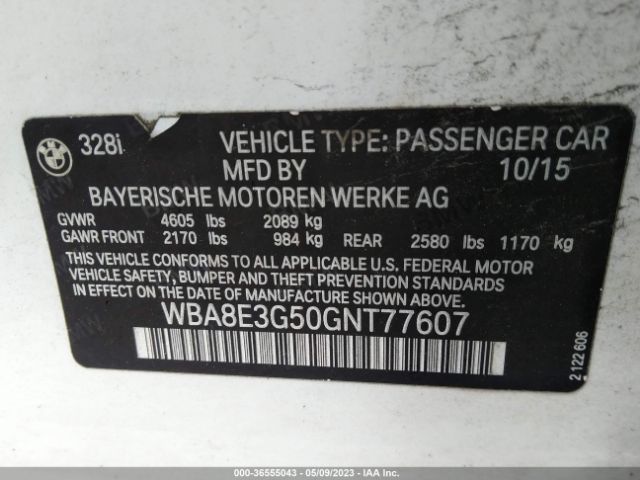 328i VEHICLE TYPE: PASSENGER CAR
MFD BY 10/15
BAYERISCHE MOTOREN WERKE AG
GVWR 4605 lbs 2089 kg
GAWR FRONT 2170 lbs 984 kg REAR 2580 lbs 1170 kg
THIS VEHICLE CONFORMS TO ALL APPLICABLE U.S. FEDERAL MOTOR
VEHICLE SAFETY, BUMPER AND THEFT PREVENTION STANDARDS
IN EFFECT ON THE DATE OF MANUFACTURE SHOWN ABOVE.
WBA8E3G50GNT77607
2 122 606
000-36555043 - 05/09/2023 - IAA Inc.